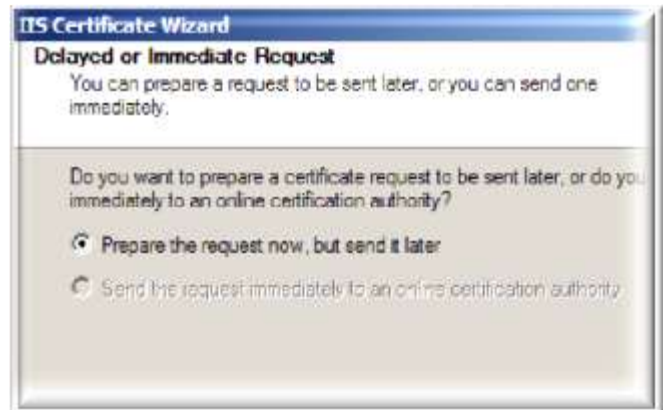 IIS Certificate Wizard
Delayed or Immediate Request
You can prepare a request to be sent later, or you can send one
immediately.
Do you want to prepare a certificate request to be sent later, or do you
immediately to an online certification authority?
Prepare the request now, but send it later
Send the request immediately to an online certification authority